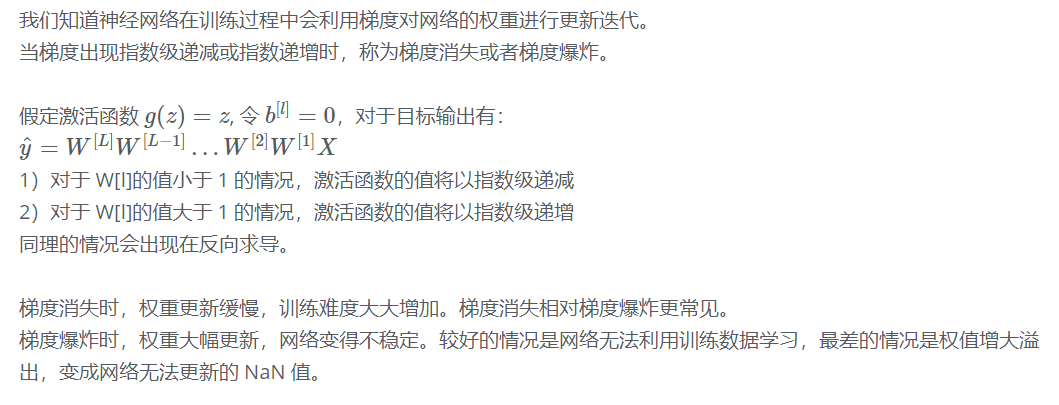 我们知道神经网络在训练过程中会利用梯度对网络的权重进行更新迭代。
当梯度出现指数级递减或指数递增时，称为梯度消失或者梯度爆炸。
假定激活函数 g(z) = z, 令 b^[l] = 0，对于目标输出有：
ŷ = W^[L]W^[L−1] … W^[2]W^[1]X
1）对于 W[l]的值小于 1 的情况，激活函数的值将以指数级递减
2）对于 W[l]的值大于 1 的情况，激活函数的值将以指数级递增
同理的情况会出现在反向求导。
梯度消失时，权重更新缓慢，训练难度大大增加。梯度消失相对梯度爆炸更常见。
梯度爆炸时，权重大幅更新，网络变得不稳定。较好的情况是网络无法利用训练数据学习，最差的情况是权值增大溢
出，变成网络无法更新的 NaN 值。